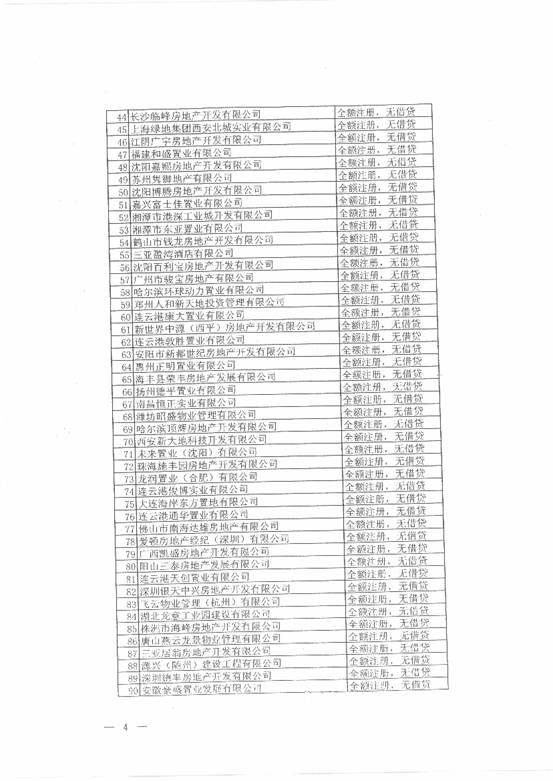 44 长沙临峰房地产开发有限公司 全额注册，无借贷
45 上海绿地集团西安北城实业有限公司 全额注册，无借贷
46 江阴广宇房地产开发有限公司 全额注册，无借贷
47 福建和盛置业有限公司 全额注册，无借贷
48 沈阳嘉熙房地产开发有限公司 全额注册，无借贷
49 苏州隽御地产有限公司 全额注册，无借贷
50 沈阳博腾房地产开发有限公司 全额注册，无借贷
51 嘉兴富士佳置业有限公司 全额注册，无借贷
52 湘潭市港深工业城开发有限公司 全额注册，无借贷
53 湘潭市东亚置业有限公司 全额注册，无借贷
54 鹤山市钱龙房地产开发有限公司 全额注册，无借贷
55 三亚盈湾酒店有限公司 全额注册，无借贷
56 沈阳百利宝房地产开发有限公司 全额注册，无借贷
57 广州市骏宝房地产有限公司 全额注册，无借贷
58 哈尔滨环球动力置业有限公司 全额注册，无借贷
59 郑州人和新天地投资管理有限公司 全额注册，无借贷
60 连云港康大置业有限公司 全额注册，无借贷
61 新世界中源（西平）房地产开发有限公司 全额注册，无借贷
62 连云港敦胜置业有限公司 全额注册，无借贷
63 安阳市新都世纪房地产开发有限公司 全额注册，无借贷
64 惠州正明置业有限公司 全额注册，无借贷
65 海丰县荣丰房地产发展有限公司 全额注册，无借贷
66 扬州德平置业有限公司 全额注册，无借贷
67 南昌恒正实业有限公司 全额注册，无借贷
68 潍坊昭盛物业管理有限公司 全额注册，无借贷
69 哈尔滨顶辉房地产开发有限公司 全额注册，无借贷
70 西安新大地科技开发有限公司 全额注册，无借贷
71 未来置业（沈阳）有限公司 全额注册，无借贷
72 珠海施丰园房地产开发有限公司 全额注册，无借贷
73 龙润置业（合肥）有限公司 全额注册，无借贷
74 连云港俊博实业有限公司 全额注册，无借贷
75 大连海岸东方置地有限公司 全额注册，无借贷
76 连云港通华置业有限公司 全额注册，无借贷
77 佛山市南海达雄房地产有限公司 全额注册，无借贷
78 爱顿房地产经纪（深圳）有限公司 全额注册，无借贷
79 广西凯盛房地产开发有限公司 全额注册，无借贷
80 阳山三泰房地产发展有限公司 全额注册，无借贷
81 连云港天创置业有限公司 全额注册，无借贷
82 深圳银天中兴房地产开发有限公司 全额注册，无借贷
83 飞云物业管理（杭州）有限公司 全额注册，无借贷
84 湖北龙意工业园建设有限公司 全额注册，无借贷
85 株洲市海峰房地产开发有限公司 全额注册，无借贷
86 唐山燕云龙景物业管理有限公司 全额注册，无借贷
87 三亚居翁房地产开发有限公司 全额注册，无借贷
88 源兴（随州）建设工程有限公司 全额注册，无借贷
89 深圳德丰房地产开发有限公司 全额注册，无借贷
90 安徽豪盛置业发展有限公司 全额注册，无借贷
— 4 —